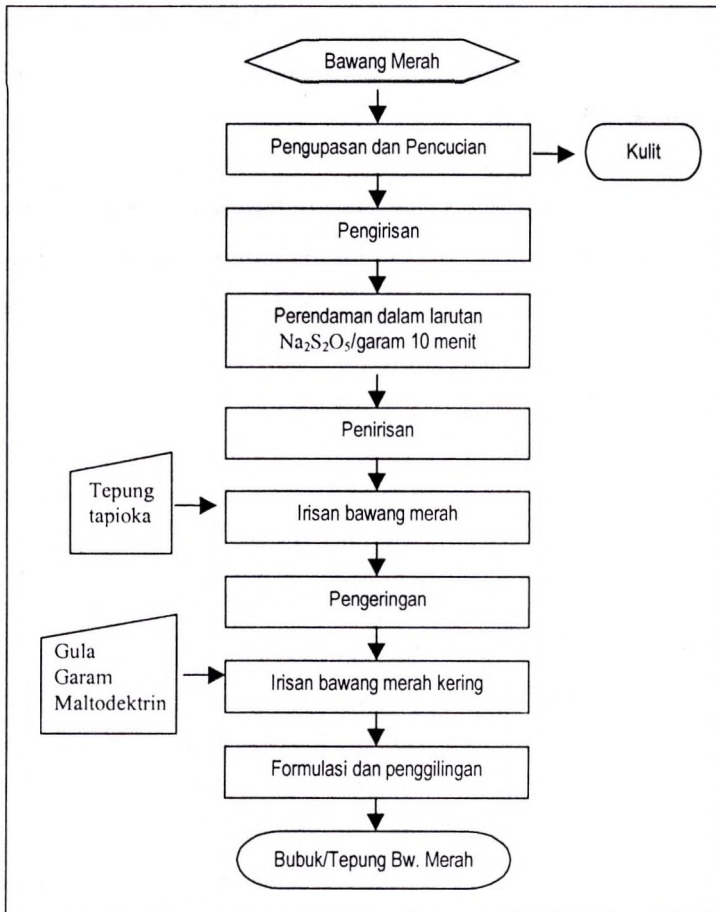 Bawang Merah
Pengupasan dan Pencucian
Kulit
Pengirisan
Perendaman dalam larutan
Na₂S₂O₅/garam 10 menit
Penirisan
Tepung
tapioka
Irisan bawang merah
Pengeringan
Gula
Garam
Maltodektrin
Irisan bawang merah kering
Formulasi dan penggilingan
Bubuk/Tepung Bw. Merah